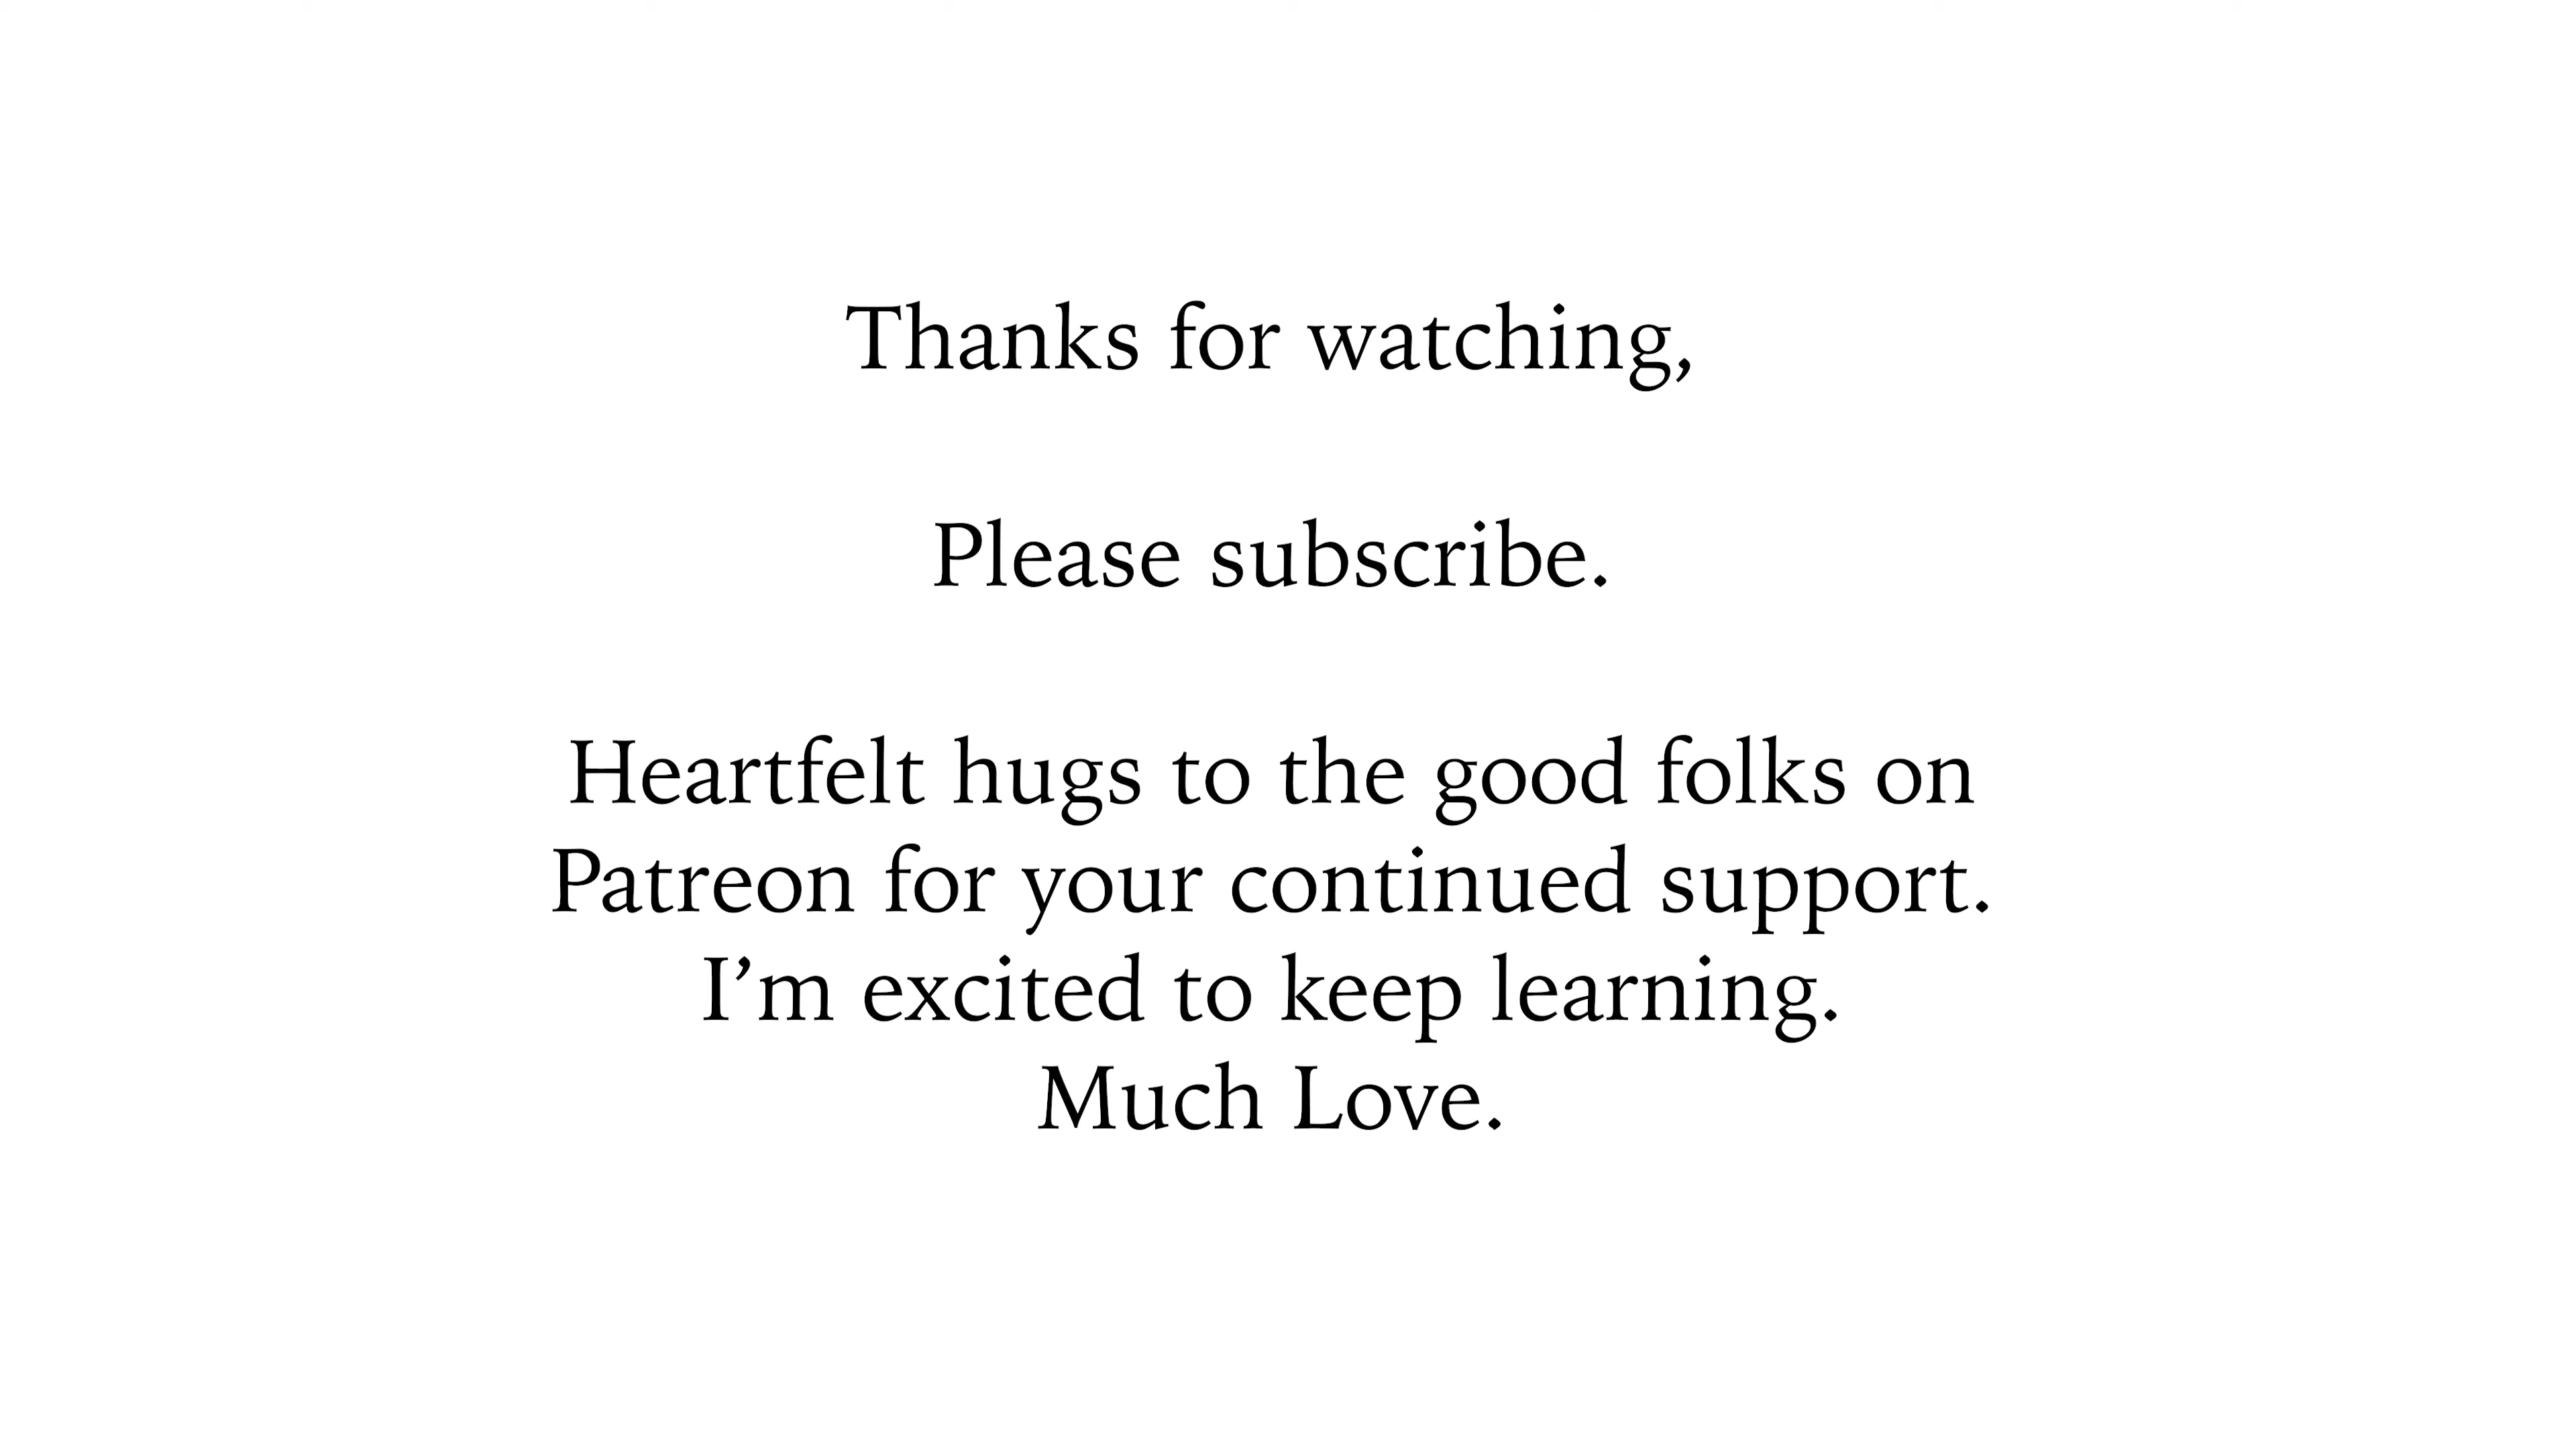 Thanks for watching,
Please subscribe.
Heartfelt hugs to the good folks on
Patreon for your continued support.
I’m excited to keep learning.
Much Love.